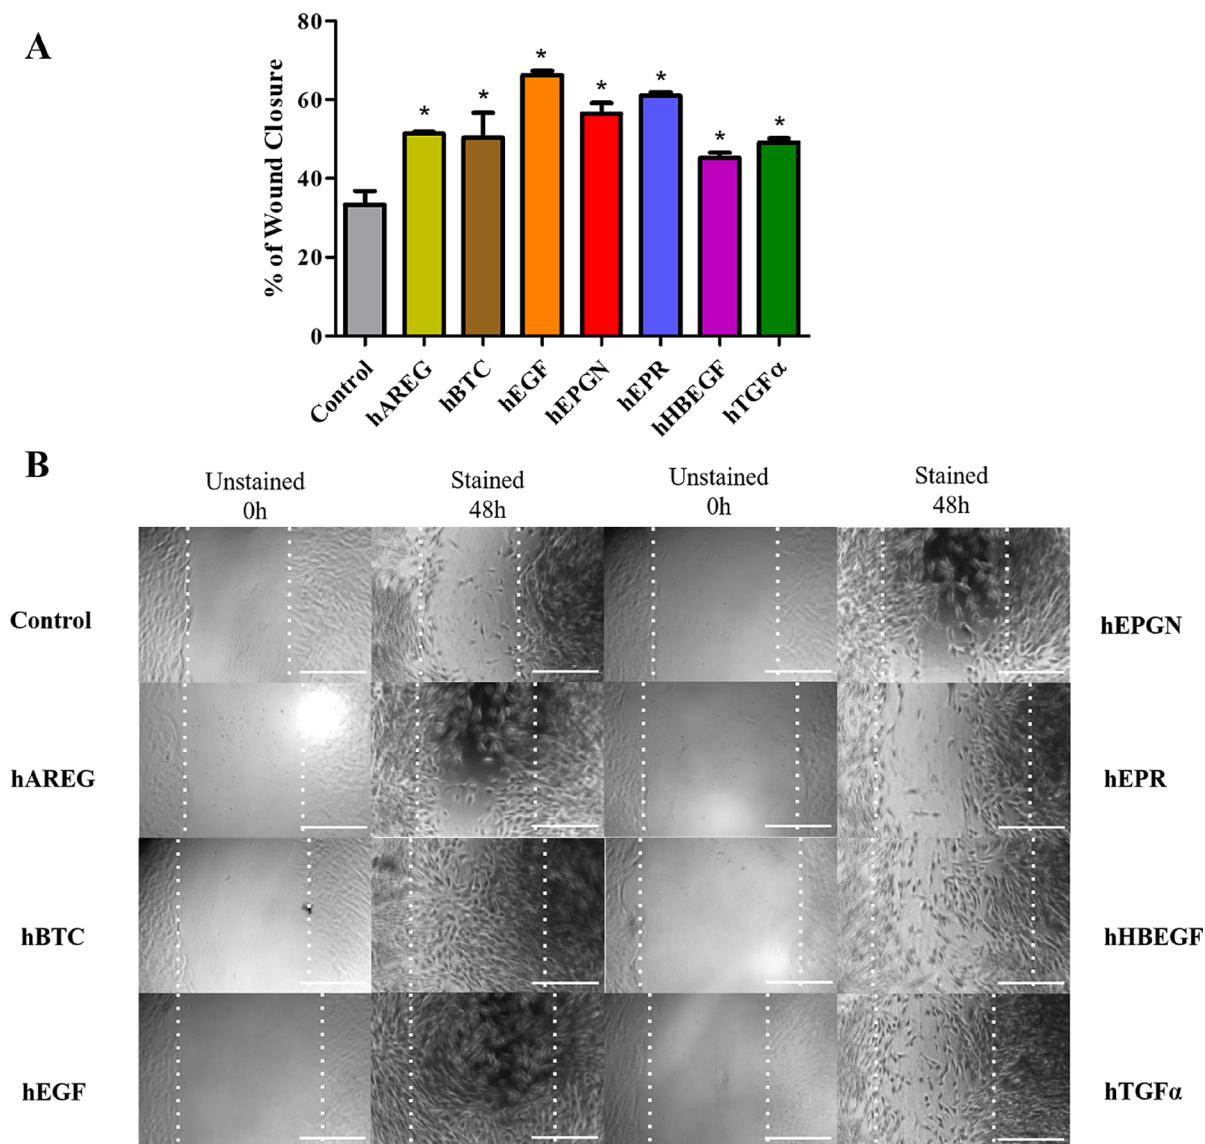 A
% of Wound Closure
80
60
40
20
0
*
*
*
*
*
*
*
Control
hAREG
hBTC
hEGF
hEPGN
hEPR
hHBEGF
hTGFα
B
Unstained
0h
Stained
48h
Unstained
0h
Stained
48h
Control
hEPGN
hAREG
hEPR
hBTC
hHBEGF
hEGF
hTGFα